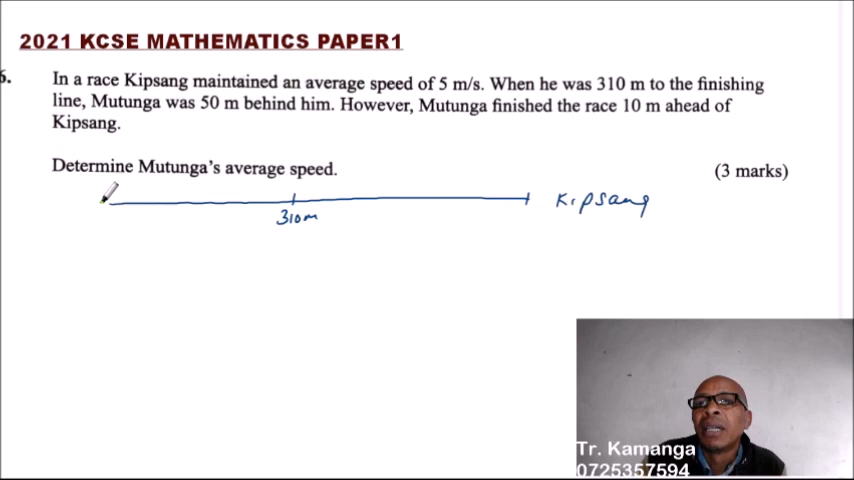 2021 KCSE MATHEMATICS PAPER1
6. In a race Kipsang maintained an average speed of 5 m/s. When he was 310 m to the finishing
line, Mutunga was 50 m behind him. However, Mutunga finished the race 10 m ahead of
Kipsang.
Determine Mutunga's average speed. (3 marks)
Kipsang
310m
Tr. Kamanga
0725357594